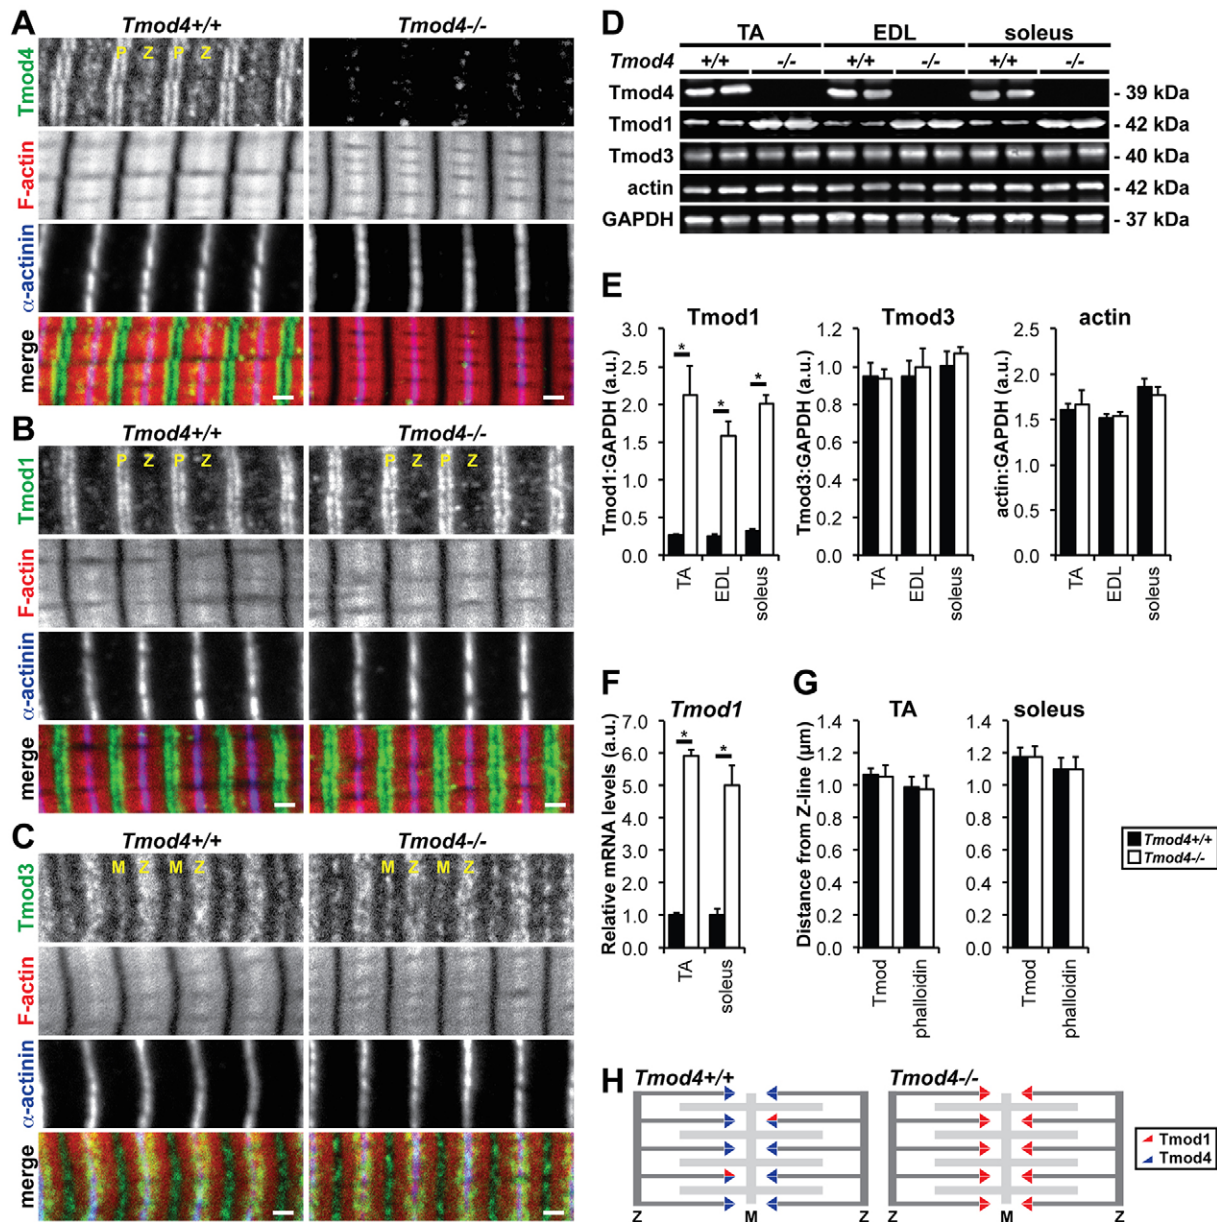 A
Tmod4+/+ Tmod4-/-
Tmod4
P Z P Z
F-actin
α-actinin
merge
B
Tmod4+/+ Tmod4-/-
Tmod1
P Z P Z P Z P Z
F-actin
α-actinin
merge
C
Tmod4+/+ Tmod4-/-
Tmod3
M Z M Z M Z M Z
F-actin
α-actinin
merge
D
TA EDL soleus
Tmod4 +/+ -/- +/+ -/- +/+ -/-
Tmod4 - 39 kDa
Tmod1 - 42 kDa
Tmod3 - 40 kDa
actin - 42 kDa
GAPDH - 37 kDa
E
Tmod1
Tmod1:GAPDH (a.u.)
3.0
2.5
2.0
1.5
1.0
0.5
0.0
* * *
TA EDL soleus
Tmod3
Tmod3:GAPDH (a.u.)
1.2
1.0
0.8
0.6
0.4
0.2
0.0
TA EDL soleus
actin
actin:GAPDH (a.u.)
2.5
2.0
1.5
1.0
0.5
0.0
TA EDL soleus
F
Tmod1
Relative mRNA levels (a.u.)
7.0
6.0
5.0
4.0
3.0
2.0
1.0
0.0
* *
TA soleus
G
TA
Distance from Z-line (µm)
1.4
1.2
1.0
0.8
0.6
0.4
0.2
0.0
Tmod phalloidin
soleus
1.4
1.2
1.0
0.8
0.6
0.4
0.2
0.0
Tmod phalloidin
Tmod4+/+
Tmod4-/-
H
Tmod4+/+ Tmod4-/-
Z M Z Z M Z
Tmod1
Tmod4